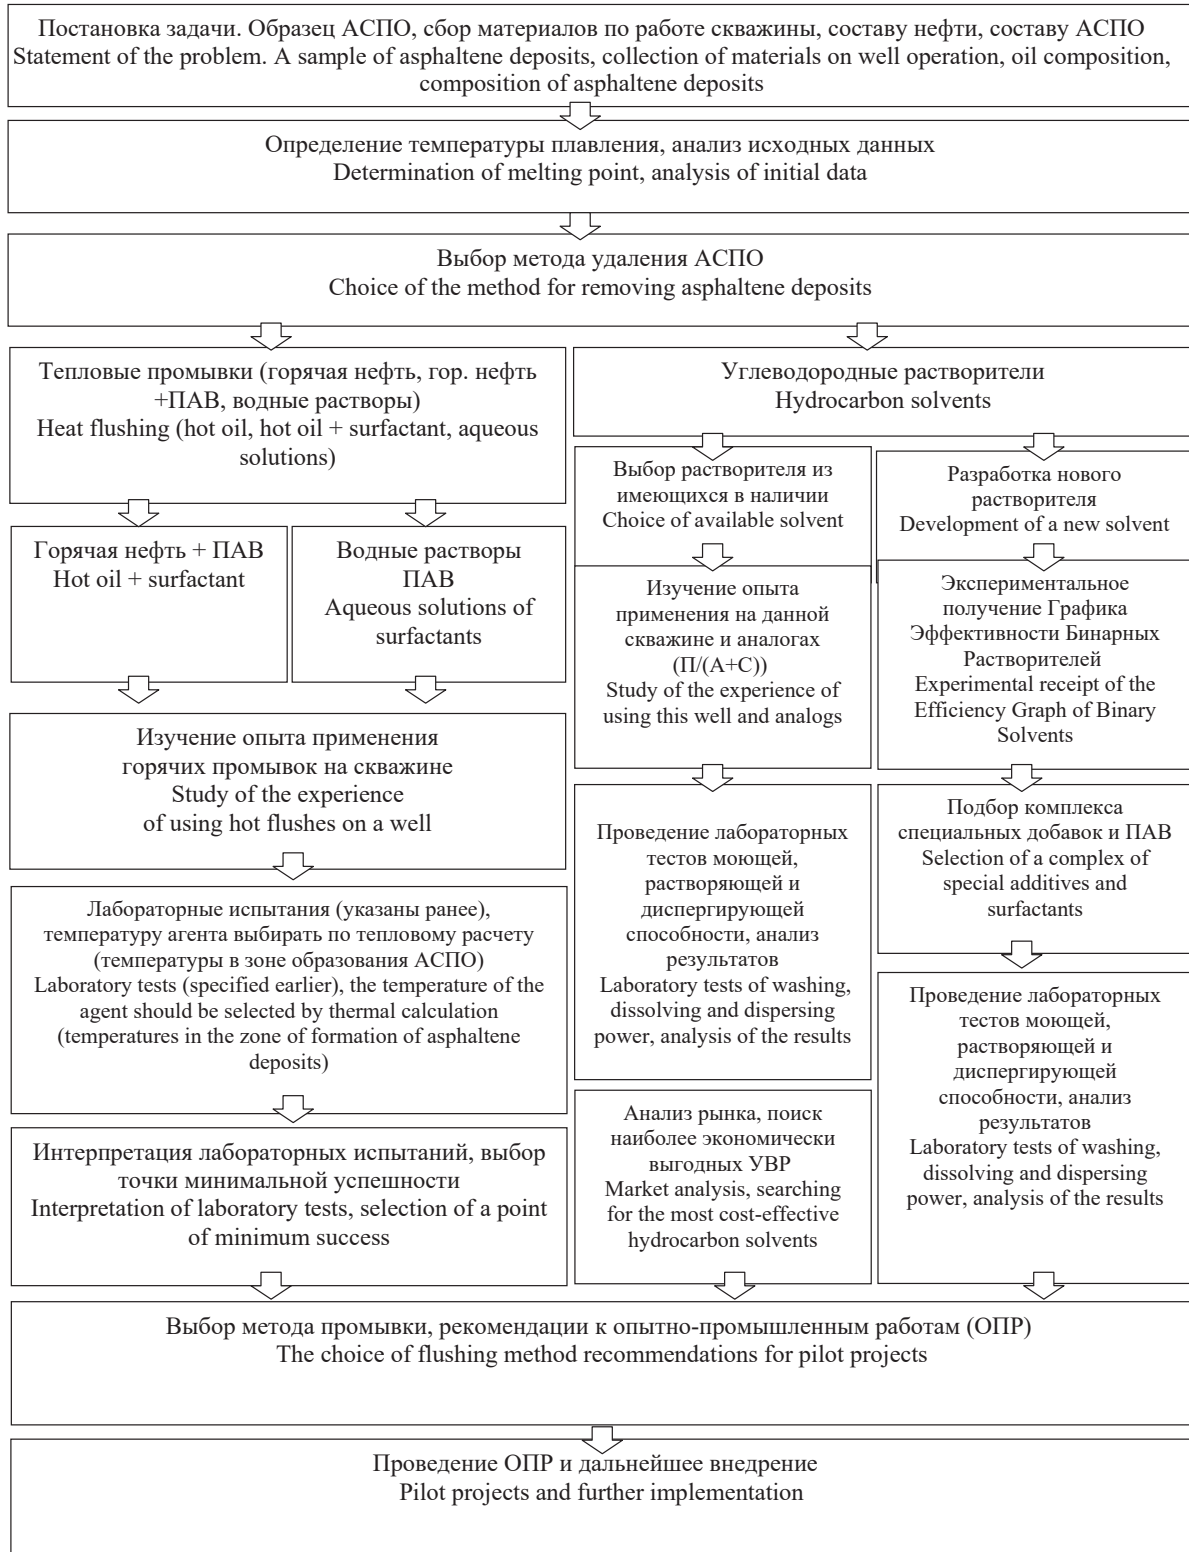 Постановка задачи. Образец АСПО, сбор материалов по работе скважины, составу нефти, составу АСПО
Statement of the problem. A sample of asphaltene deposits, collection of materials on well operation, oil composition,
composition of asphaltene deposits
Определение температуры плавления, анализ исходных данных
Determination of melting point, analysis of initial data
Выбор метода удаления АСПО
Choice of the method for removing asphaltene deposits
Тепловые промывки (горячая нефть, гор. нефть
+ПАВ, водные растворы)
Heat flushing (hot oil, hot oil + surfactant, aqueous
solutions)
Горячая нефть + ПАВ
Hot oil + surfactant
Водные растворы
ПАВ
Aqueous solutions of
surfactants
Изучение опыта применения
горячих промывок на скважине
Study of the experience
of using hot flushes on a well
Лабораторные испытания (указаны ранее),
температуру агента выбирать по тепловому расчету
(температуры в зоне образования АСПО)
Laboratory tests (specified earlier), the temperature of the
agent should be selected by thermal calculation
(temperatures in the zone of formation of asphaltene
deposits)
Интерпретация лабораторных испытаний, выбор
точки минимальной успешности
Interpretation of laboratory tests, selection of a point
of minimum success
Углеводородные растворители
Hydrocarbon solvents
Выбор растворителя из
имеющихся в наличии
Choice of available solvent
Изучение опыта
применения на данной
скважине и аналогах
(П/(А+С))
Study of the experience of
using this well and analogs
Проведение лабораторных
тестов моющей,
растворяющей и
диспергирующей
способности, анализ
результатов
Laboratory tests of washing,
dissolving and dispersing
power, analysis of the results
Анализ рынка, поиск
наиболее экономически
выгодных УВР
Market analysis, searching
for the most cost-effective
hydrocarbon solvents
Разработка нового
растворителя
Development of a new solvent
Экспериментальное
получение Графика
Эффективности Бинарных
Растворителей
Experimental receipt of the
Efficiency Graph of Binary
Solvents
Подбор комплекса
специальных добавок и ПАВ
Selection of a complex of
special additives and
surfactants
Проведение лабораторных
тестов моющей,
растворяющей и
диспергирующей
способности, анализ
результатов
Laboratory tests of washing,
dissolving and dispersing
power, analysis of the results
Выбор метода промывки, рекомендации к опытно-промышленным работам (ОПР)
The choice of flushing method recommendations for pilot projects
Проведение ОПР и дальнейшее внедрение
Pilot projects and further implementation